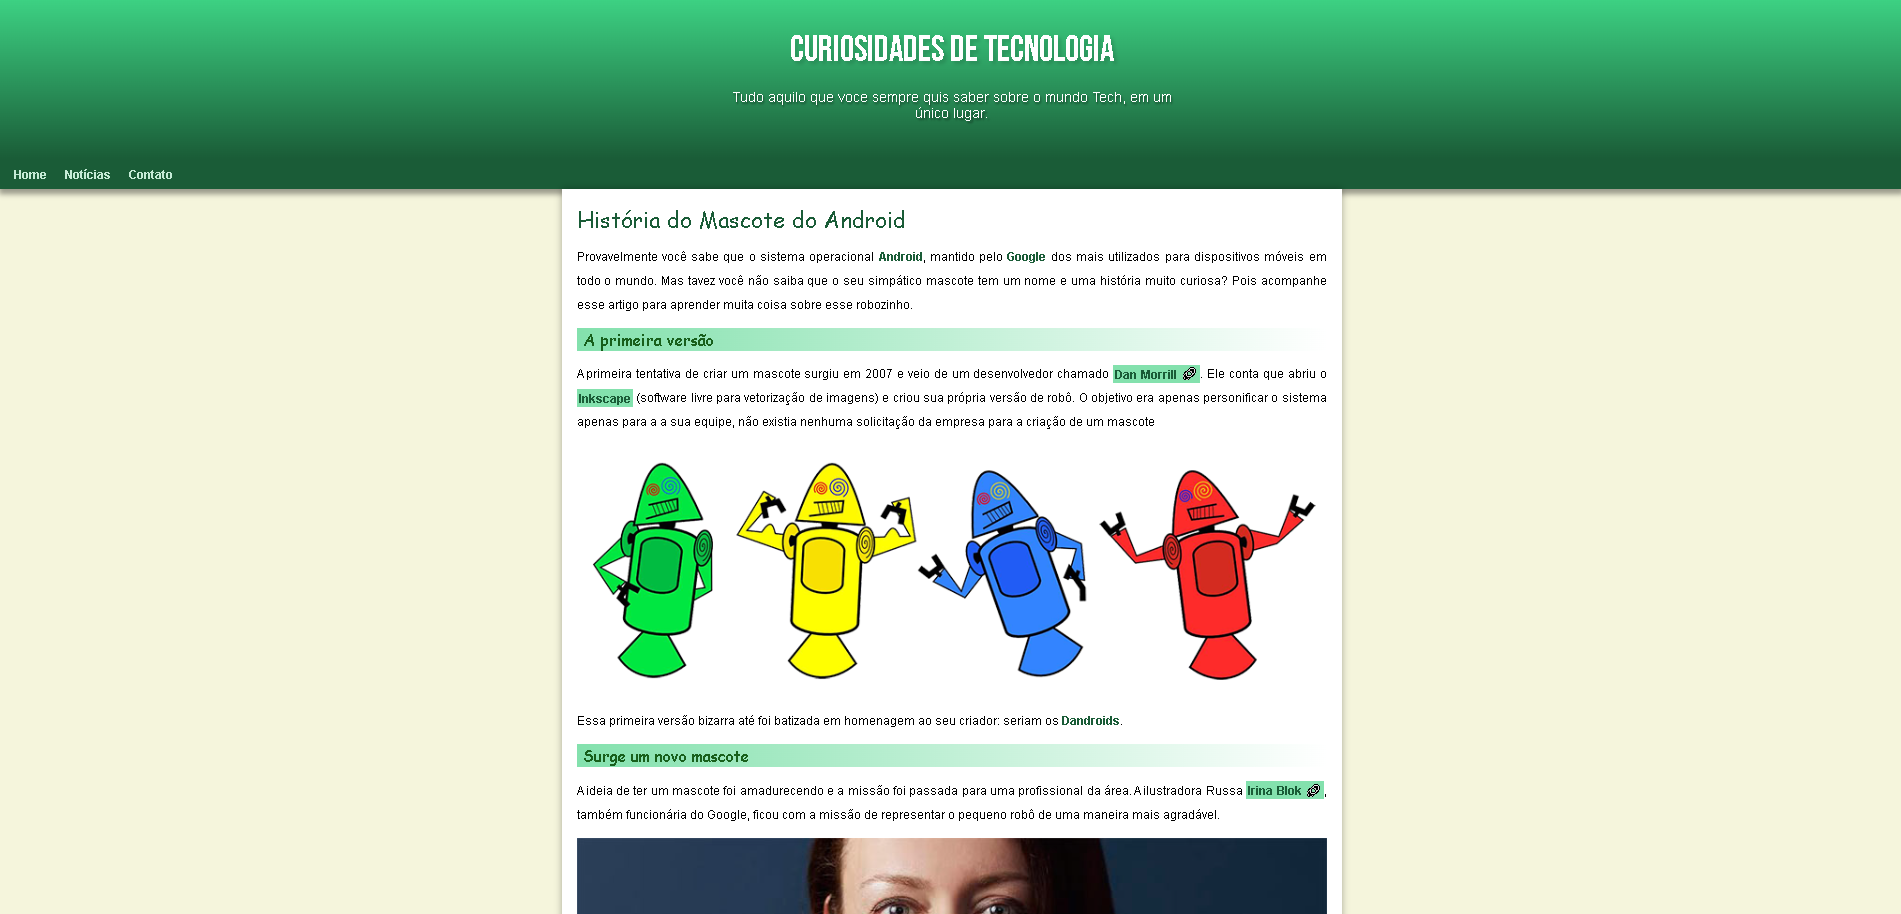 CURIOSIDADES DE TECNOLOGIA
Tudo aquilo que voce sempre quis saber sobre o mundo Tech, em um
único lugar.
Home Notícias Contato
História do Mascote do Android
Provavelmente você sabe que o sistema operacional Android, mantido pelo Google dos mais utilizados para dispositivos móveis em
todo o mundo. Mas tavez você não saiba que o seu simpático mascote tem um nome e uma história muito curiosa? Pois acompanhe
esse artigo para aprender muita coisa sobre esse robozinho.
A primeira versão
A primeira tentativa de criar um mascote surgiu em 2007 e veio de um desenvolvedor chamado Dan Morrill. Ele conta que abriu o
Inkscape (software livre para vetorização de imagens) e criou sua própria versão de robô. O objetivo era apenas personificar o sistema
apenas para a a sua equipe, não existia nenhuma solicitação da empresa para a criação de um mascote
Essa primeira versão bizarra até foi batizada em homenagem ao seu criador: seriam os Dandroids.
Surge um novo mascote
A ideia de ter um mascote foi amadurecendo e a missão foi passada para uma profissional da área. A ilustradora Russa Irina Blok,
também funcionária do Google, ficou com a missão de representar o pequeno robô de uma maneira mais agradável.